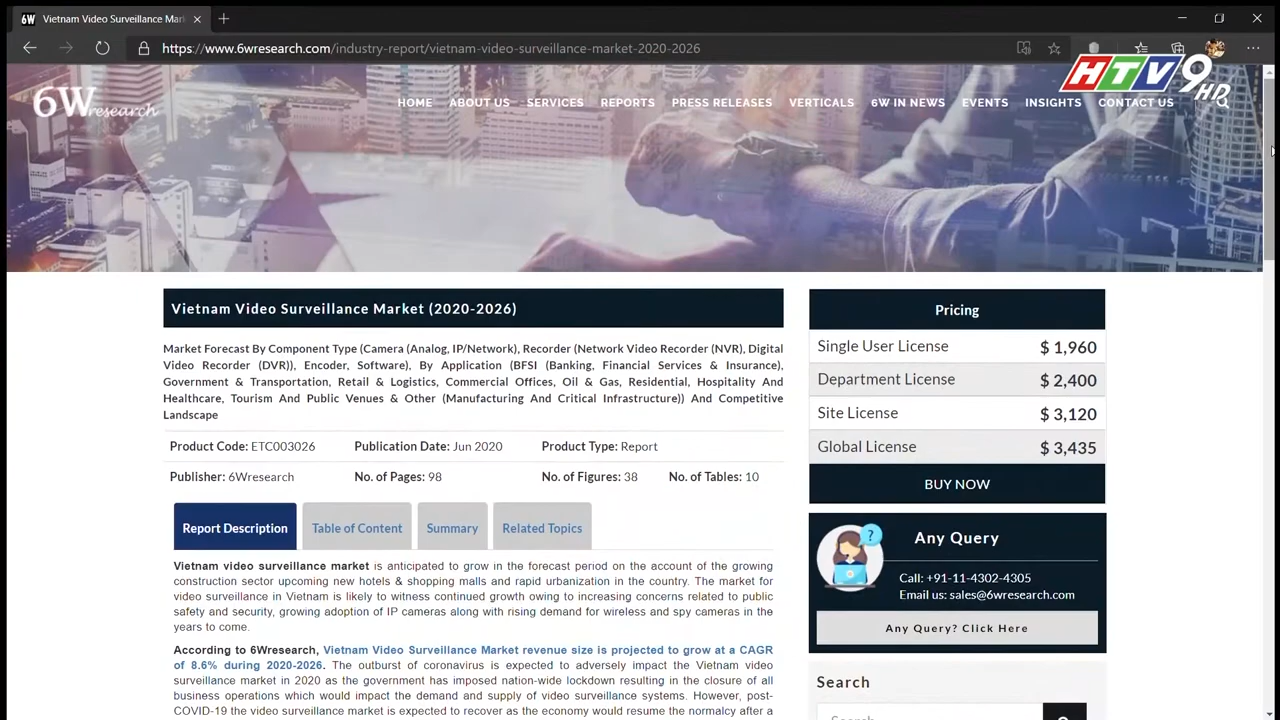 6W Vietnam Video Surveillance Mar
https://www.6wresearch.com/industry-report/vietnam-video-surveillance-market-2020-2026
HTV9 HD
6Wresearch
HOME ABOUT US SERVICES REPORTS PRESS RELEASES VERTICALS 6W IN NEWS EVENTS INSIGHTS CONTACT US
Vietnam Video Surveillance Market (2020-2026)
Market Forecast By Component Type (Camera (Analog, IP/Network), Recorder (Network Video Recorder (NVR), Digital
Video Recorder (DVR)), Encoder, Software), By Application (BFSI (Banking, Financial Services & Insurance),
Government & Transportation, Retail & Logistics, Commercial Offices, Oil & Gas, Residential, Hospitality And
Healthcare, Tourism And Public Venues & Other (Manufacturing And Critical Infrastructure)) And Competitive
Landscape
Product Code: ETC003026 Publication Date: Jun 2020 Product Type: Report
Publisher: 6Wresearch No. of Pages: 98 No. of Figures: 38 No. of Tables: 10
Report Description Table of Content Summary Related Topics
Vietnam video surveillance market is anticipated to grow in the forecast period on the account of the growing
construction sector upcoming new hotels & shopping malls and rapid urbanization in the country. The market for
video surveillance in Vietnam is likely to witness continued growth owing to increasing concerns related to public
safety and security, growing adoption of IP cameras along with rising demand for wireless and spy cameras in the
years to come.
According to 6Wresearch, Vietnam Video Surveillance Market revenue size is projected to grow at a CAGR
of 8.6% during 2020-2026. The outburst of coronavirus is expected to adversely impact the Vietnam video
surveillance market in 2020 as the government has imposed nation-wide lockdown resulting in the closure of all
business operations which would impact the demand and supply of video surveillance systems. However, post-
COVID-19 the video surveillance market is expected to recover as the economy would resume the normalcy after a
Pricing
Single User License $ 1,960
Department License $ 2,400
Site License $ 3,120
Global License $ 3,435
BUY NOW
?
Any Query
Call: +91-11-4302-4305
Email us: sales@6wresearch.com
Any Query? Click Here
Search
Search